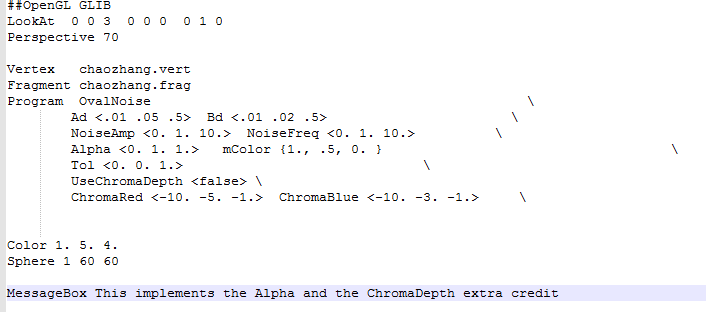 ##OpenGL GLIB
LookAt  0 0 3  0 0 0  0 1 0
Perspective 70
Vertex   chaozhang.vert
Fragment chaozhang.frag
Program  OvalNoise \
Ad <.01 .05 .5>  Bd <.01 .02 .5> \
NoiseAmp <0. 1. 10.>  NoiseFreq <0. 1. 10.> \
Alpha <0. 1. 1.>   mColor {1., .5, 0. } \
Tol <0. 0. 1.> \
UseChromaDepth <false> \
ChromaRed <-10. -5. -1.>  ChromaBlue <-10. -3. -1.> \
Color 1. 5. 4.
Sphere 1 60 60
MessageBox This implements the Alpha and the ChromaDepth extra credit